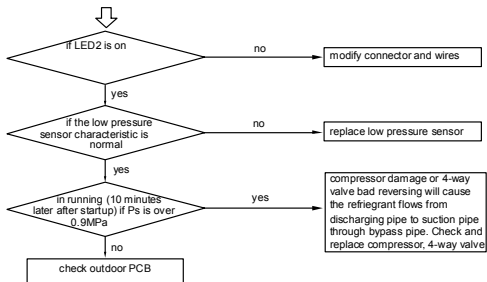 if LED2 is on
no
modify connector and wires
yes
if the low pressure
sensor characteristic is
normal
no
replace low pressure sensor
yes
in running (10 minutes
later after startup) if Ps is over
0.9MPa
yes
compressor damage or 4-way
valve bad reversing will cause
the refriegrant flows from
discharging pipe to suction pipe
through bypass pipe. Check and
replace compressor, 4-way valve
no
check outdoor PCB